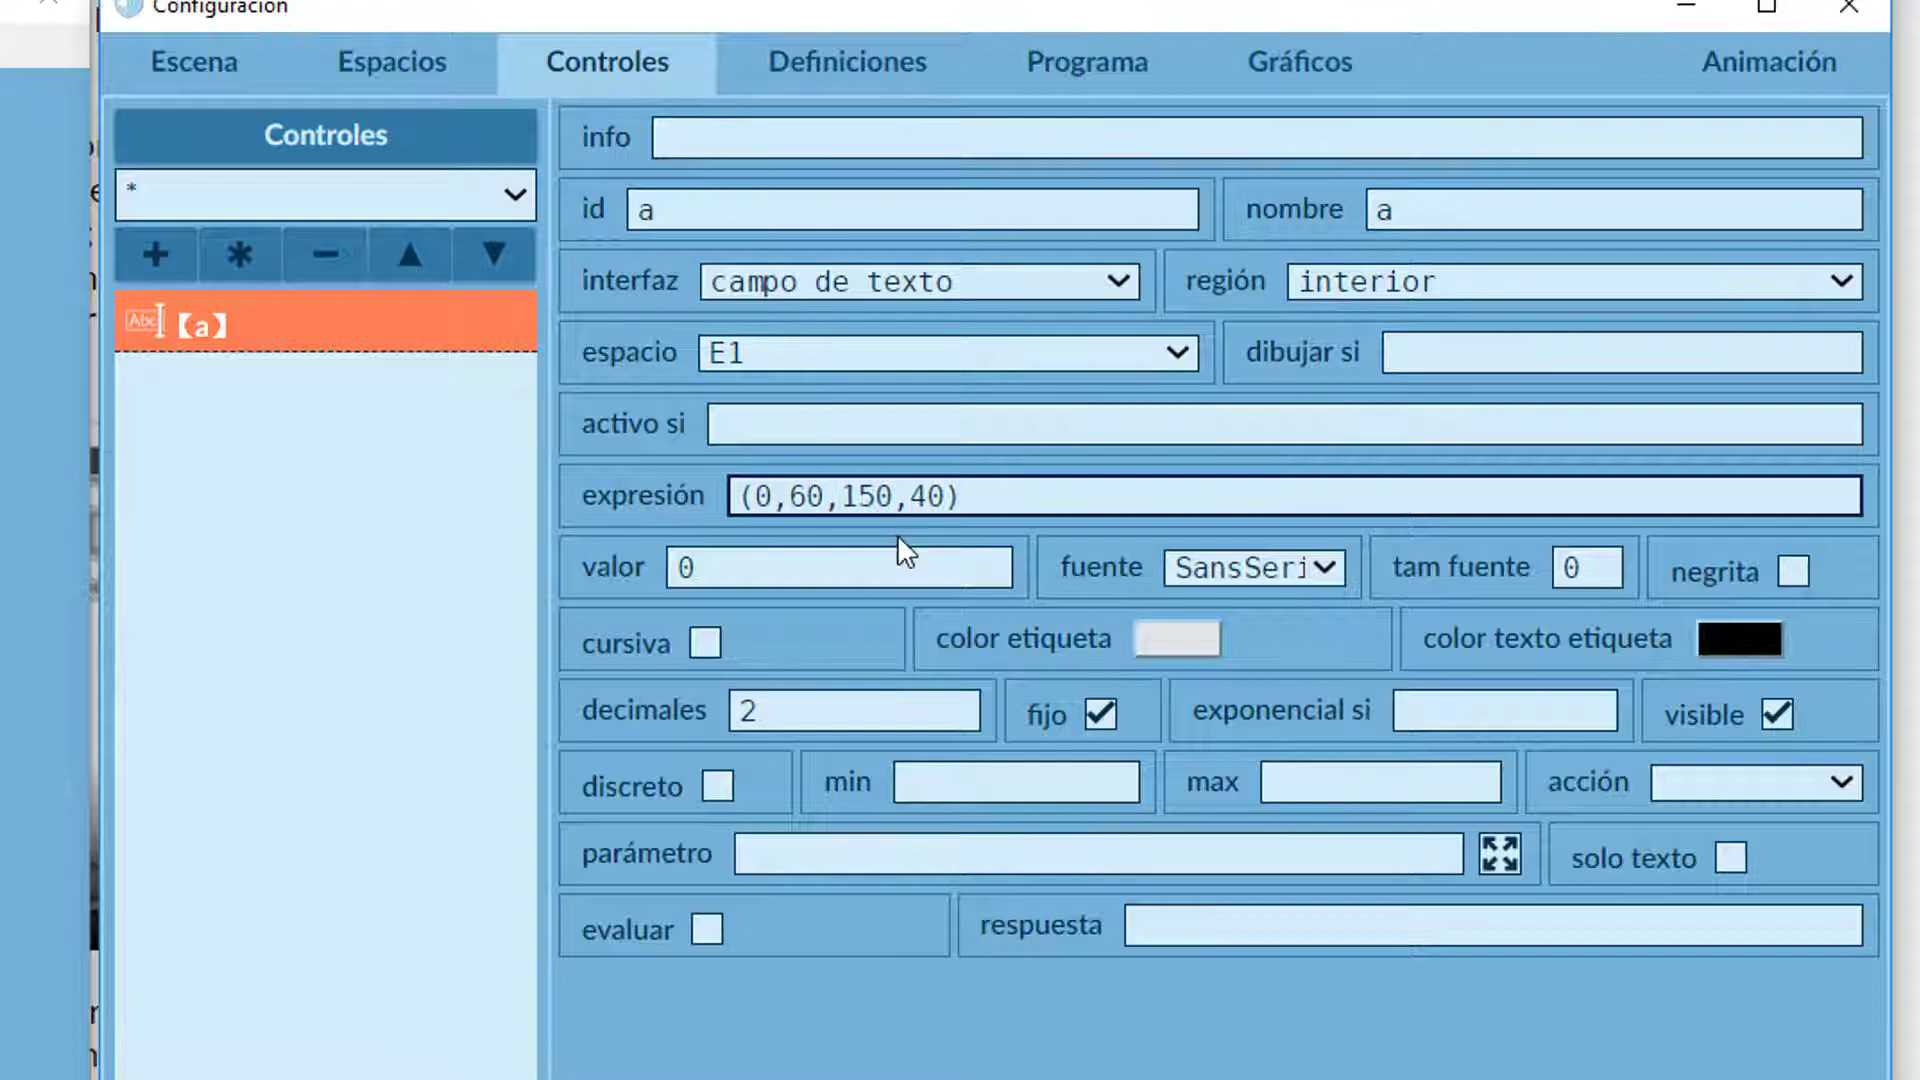 Configuración
Escena Espacios Controles Definiciones Programa Gráficos Animación
Controles
*
Abc 【a】
info
id a nombre a
interfaz campo de texto región interior
espacio E1 dibujar si
activo si
expresión (0,60,150,40)
valor 0 fuente SansSeri tam fuente 0 negrita
cursiva color etiqueta color texto etiqueta
decimales 2 fijo exponencial si visible
discreto min max acción
parámetro solo texto
evaluar respuesta